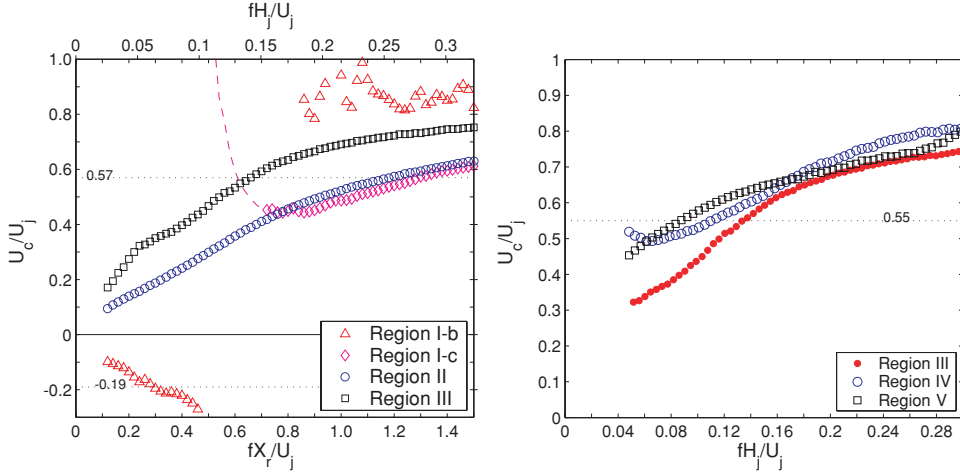 fH_j/U_j
0 0.05 0.1 0.15 0.2 0.25 0.3
1
0.8
0.6
0.4
0.2
0
-0.2
U_c/U_j
0.57
-0.19
Region I-b
Region I-c
Region II
Region III
0 0.2 0.4 0.6 0.8 1.0 1.2 1.4
fX_r/U_j
1
0.9
0.8
0.7
0.6
0.5
0.4
0.3
0.2
0.1
0
U_c/U_j
0.55
Region III
Region IV
Region V
0 0.04 0.08 0.12 0.16 0.20 0.24 0.28
fH_j/U_j